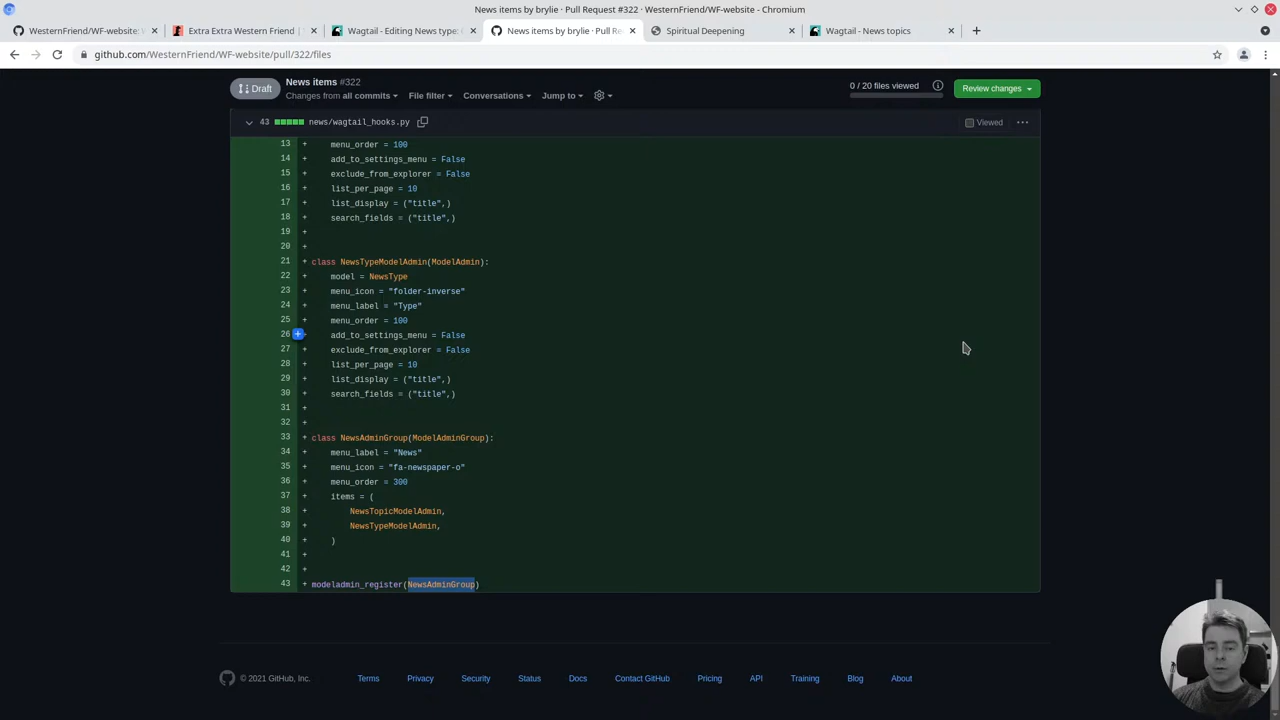 News items by brylie · Pull Request #322 · WesternFriend/WF-website - Chromium
WesternFriend/WF-website: W
Extra Extra Western Friend |
Wagtail - Editing News type:
News items by brylie · Pull Re
Spiritual Deepening
Wagtail - News topics
github.com/WesternFriend/WF-website/pull/322/files
Draft
News items #322
Changes from all commits
File filter
Conversations
Jump to
0 / 20 files viewed
Review changes
43 news/wagtail_hooks.py
Viewed
13 + menu_order = 100
14 + add_to_settings_menu = False
15 + exclude_from_explorer = False
16 + list_per_page = 10
17 + list_display = ("title",)
18 + search_fields = ("title",)
19 +
20 +
21 + class NewsTypeModelAdmin(ModelAdmin):
22 + model = NewsType
23 + menu_icon = "folder-inverse"
24 + menu_label = "Type"
25 + menu_order = 100
26 + add_to_settings_menu = False
27 + exclude_from_explorer = False
28 + list_per_page = 10
29 + list_display = ("title",)
30 + search_fields = ("title",)
31 +
32 +
33 + class NewsAdminGroup(ModelAdminGroup):
34 + menu_label = "News"
35 + menu_icon = "fa-newspaper-o"
36 + menu_order = 300
37 + items = (
38 + NewsTopicModelAdmin,
39 + NewsTypeModelAdmin,
40 + )
41 +
42 +
43 + modeladmin_register(NewsAdminGroup)
© 2021 GitHub, Inc.
Terms
Privacy
Security
Status
Docs
Contact GitHub
Pricing
API
Training
Blog
About